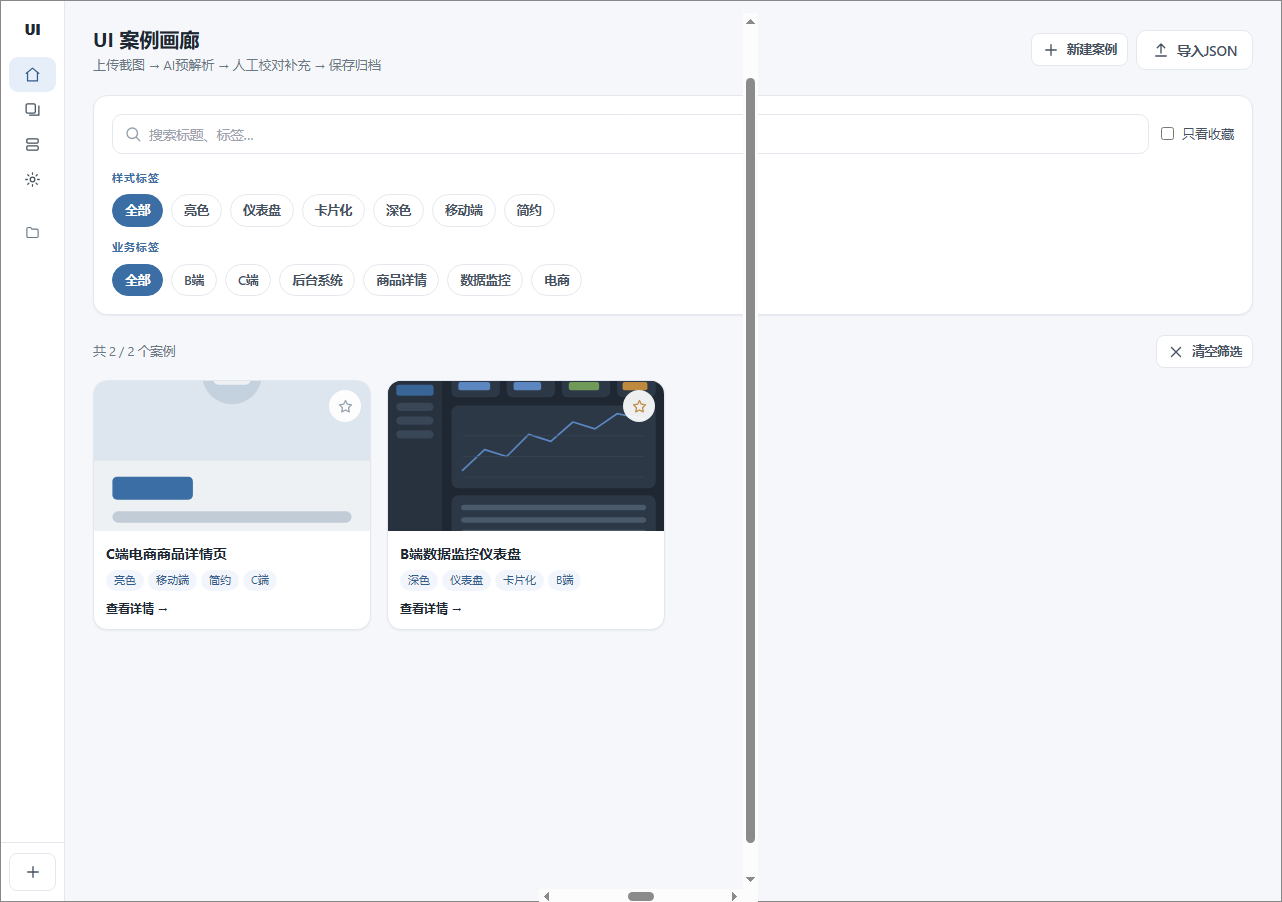 UI
UI 案例画廊
上传截图 → AI预解析 → 人工校对补充 → 保存归档
新建案例
导入JSON
搜索标题、标签...
只看收藏
样式标签
全部 亮色 仪表盘 卡片化 深色 移动端 简约
业务标签
全部 B端 C端 后台系统 商品详情 数据监控 电商
共 2 / 2 个案例
清空筛选
C端电商商品详情页
亮色 移动端 简约 C端
查看详情 →
B端数据监控仪表盘
深色 仪表盘 卡片化 B端
查看详情 →